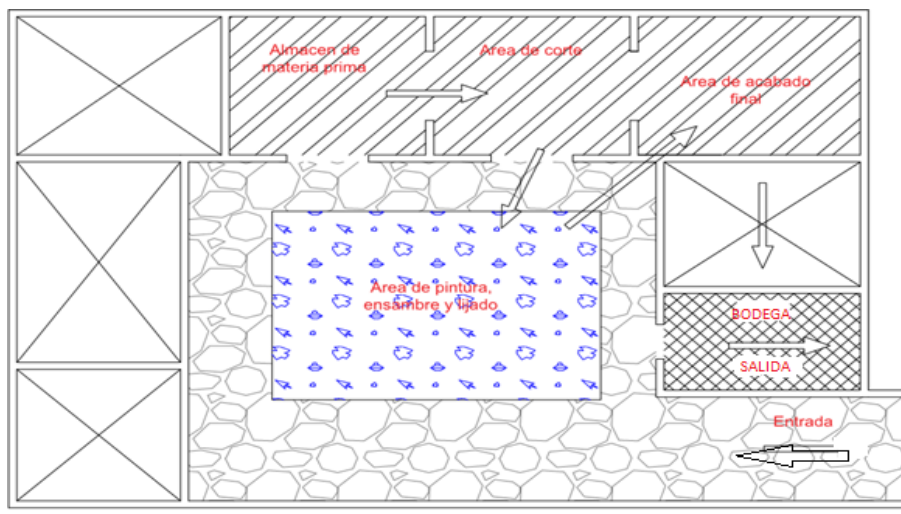 Almacen de
materia prima
Area de corte
Area de acabado
final
Area de pintura,
ensambre y lijado
BODEGA
SALIDA
Entrada